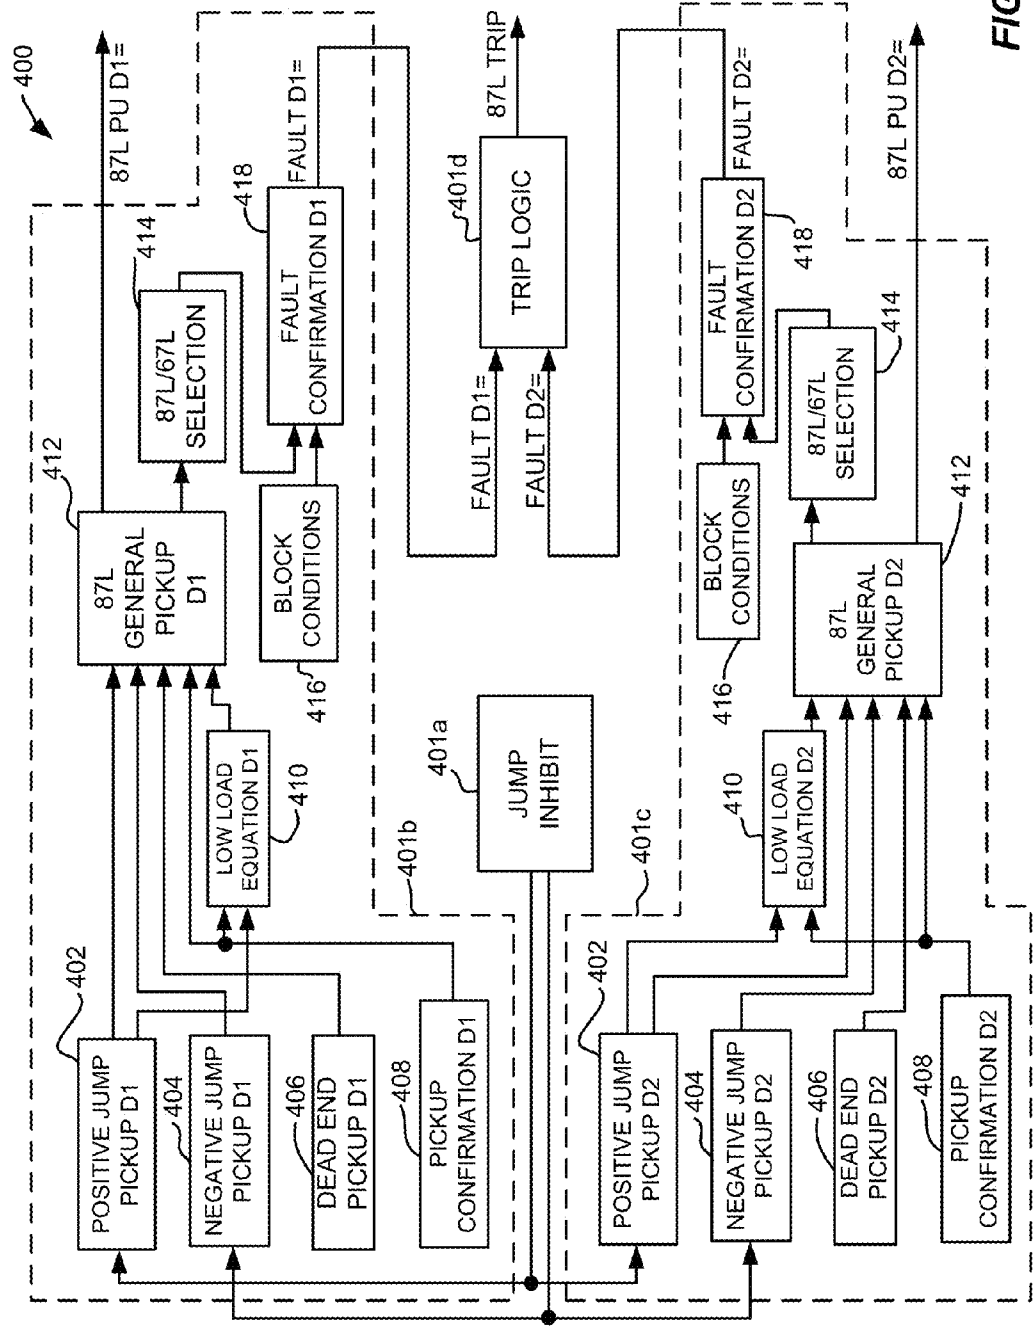 400
87L PU D1=
414
418
FAULT D1=
412
87L
GENERAL
PICKUP
D1
87L/67L
SELECTION
FAULT
CONFIRMATION D1
BLOCK
CONDITIONS
416
LOW LOAD
EQUATION D1
410
402
POSITIVE JUMP
PICKUP D1
404
NEGATIVE JUMP
PICKUP D1
406
DEAD END
PICKUP D1
408
PICKUP
CONFIRMATION D1
401b
87L TRIP
401d
TRIP LOGIC
FAULT D1=
FAULT D2=
401a
JUMP
INHIBIT
401c
FAULT D2=
418
FAULT
CONFIRMATION D2
87L/67L
SELECTION
414
BLOCK
CONDITIONS
416
87L
GENERAL
PICKUP D2
412
87L PU D2=
410
LOW LOAD
EQUATION D2
402
POSITIVE JUMP
PICKUP D2
404
NEGATIVE JUMP
PICKUP D2
406
DEAD END
PICKUP D2
408
PICKUP
CONFIRMATION D2
FIG